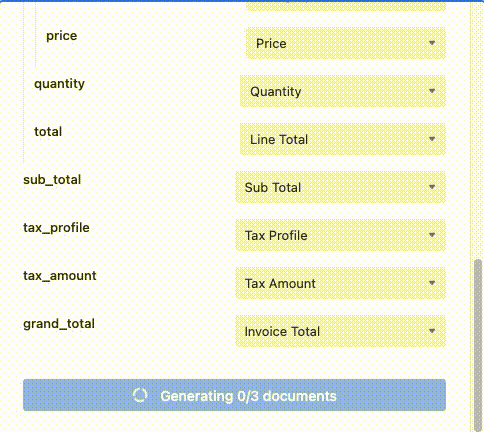 price Price
quantity Quantity
total Line Total
sub_total Sub Total
tax_profile Tax Profile
tax_amount Tax Amount
grand_total Invoice Total
Generating 0/3 documents